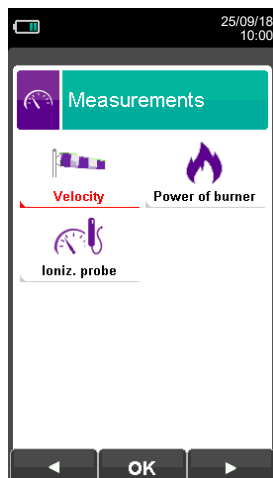 25/09/18
10:00
Measurements
Velocity
Power of burner
Ioniz. probe
OK